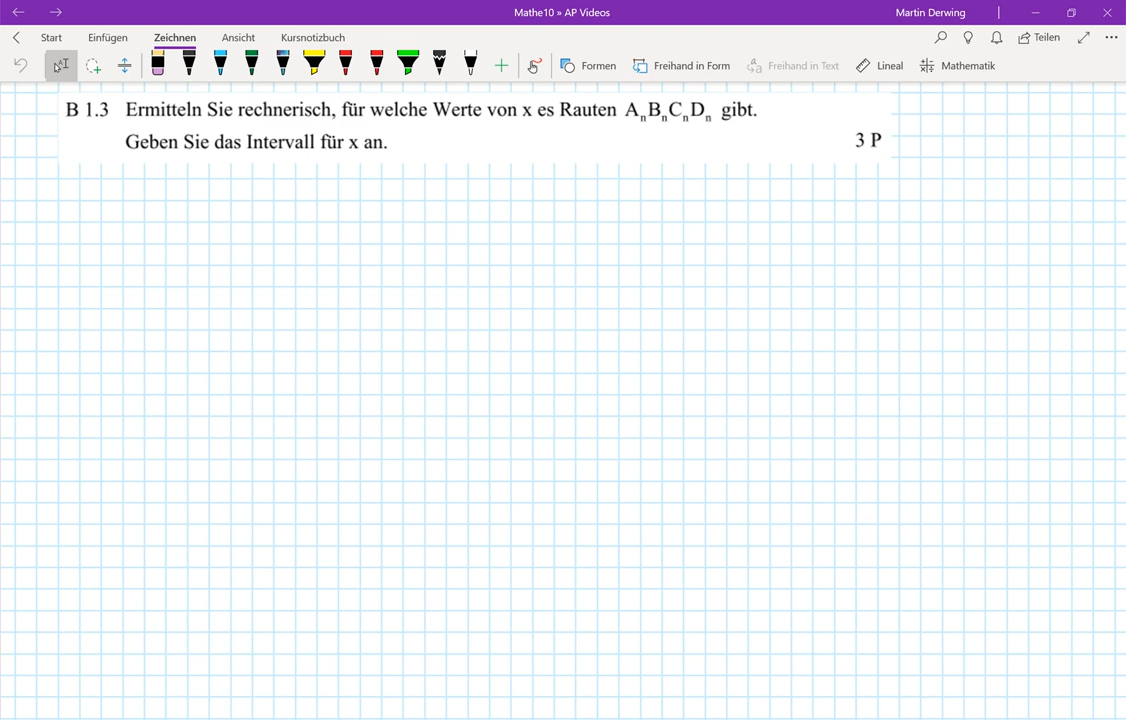 Mathe10 » AP Videos
Martin Derwing
Start Einfügen Zeichnen Ansicht Kursnotizbuch
Teilen
Formen Freihand in Form Freihand in Text Lineal Mathematik
B 1.3 Ermitteln Sie rechnerisch, für welche Werte von x es Rauten AₙBₙCₙDₙ gibt.
Geben Sie das Intervall für x an.
3 P